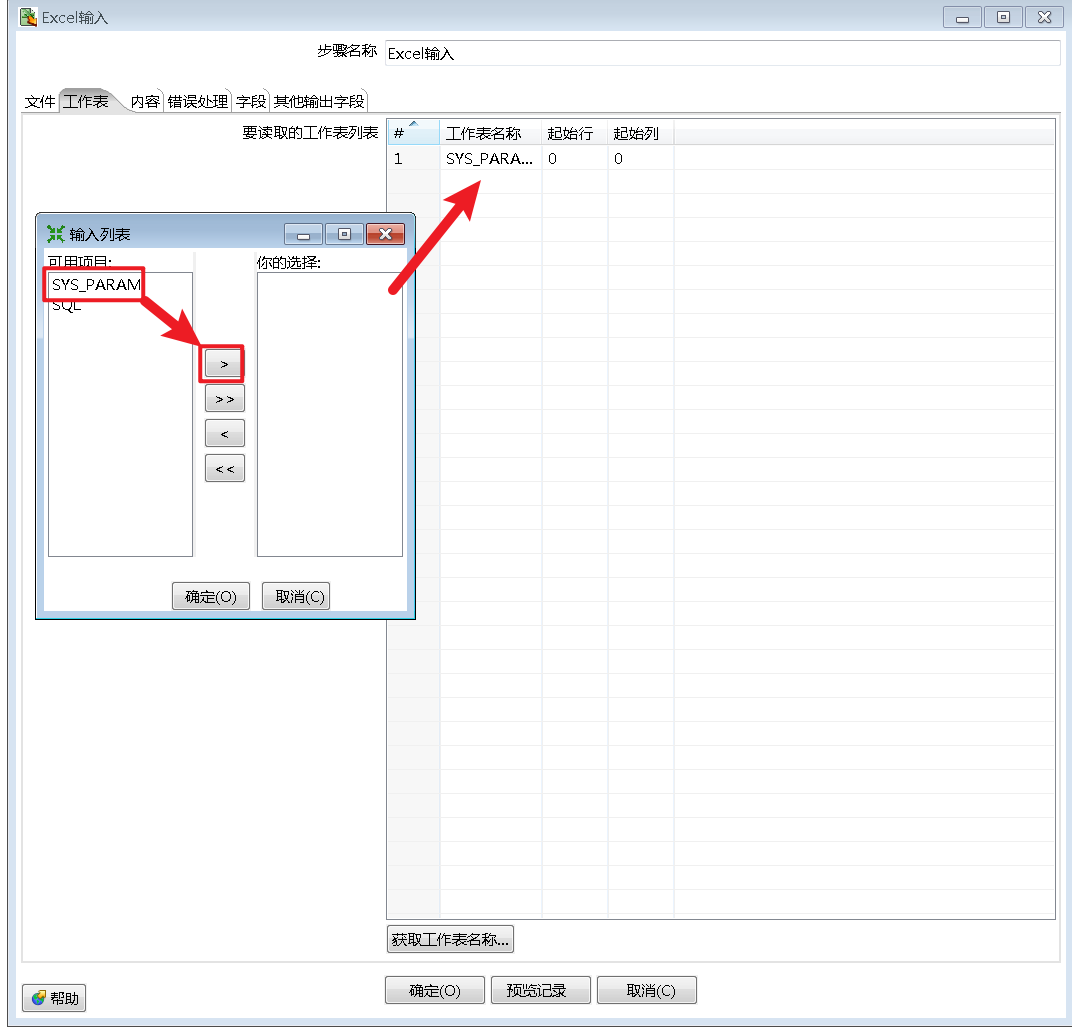 Excel输入
步骤名称 Excel输入
文件 工作表 内容 错误处理 字段 其他输出字段
要读取的工作表列表 # 工作表名称 起始行 起始列
1 SYS_PARA... 0 0
输入列表
可用项目: 你的选择:
SYS_PARAM
SQL
>
>>
<
<<
确定(O) 取消(C)
获取工作表名称...
帮助 确定(O) 预览记录 取消(C)